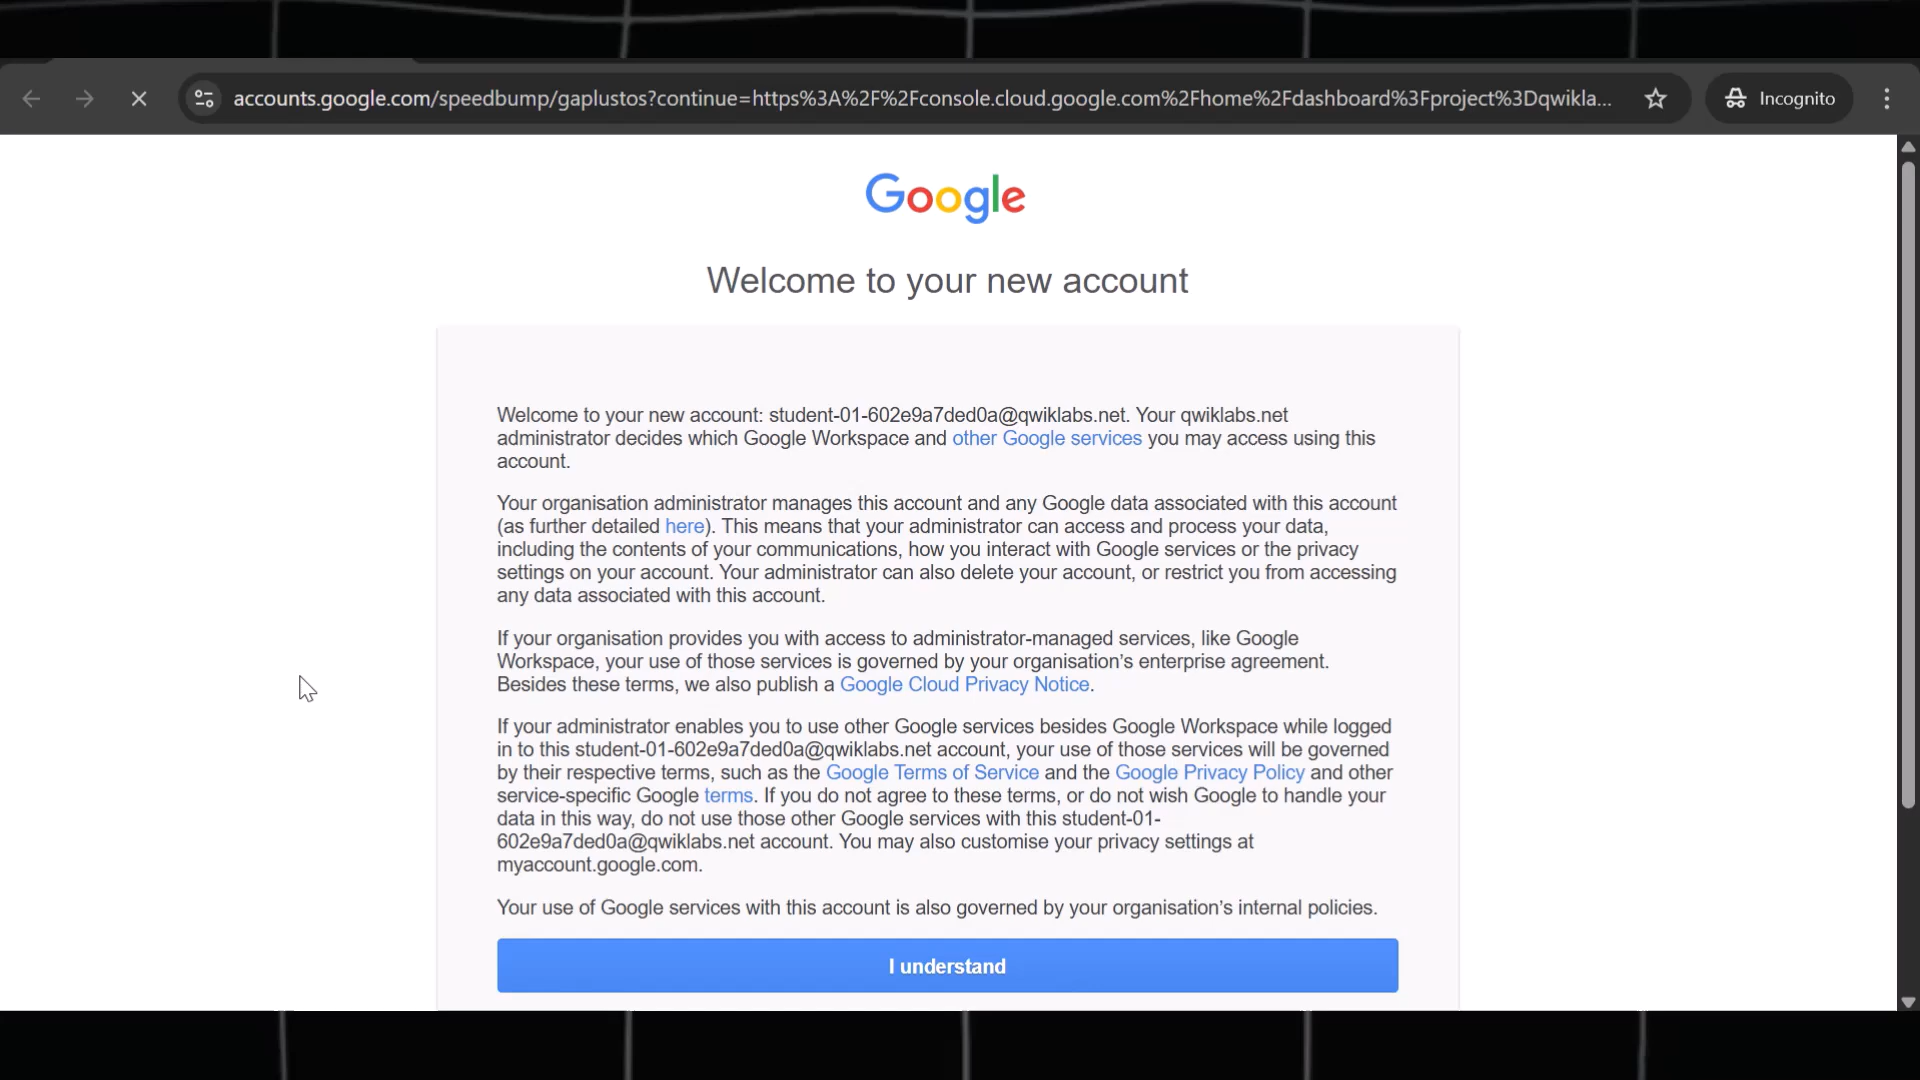 accounts.google.com/speedbump/gaplustos?continue=https%3A%2F%2Fconsole.cloud.google.com%2Fhome%2Fdashboard%3Fproject%3Dqwikla...
Incognito
Google
Welcome to your new account
Welcome to your new account: student-01-602e9a7ded0a@qwiklabs.net. Your qwiklabs.net
administrator decides which Google Workspace and other Google services you may access using this
account.
Your organisation administrator manages this account and any Google data associated with this account
(as further detailed here). This means that your administrator can access and process your data,
including the contents of your communications, how you interact with Google services or the privacy
settings on your account. Your administrator can also delete your account, or restrict you from accessing
any data associated with this account.
If your organisation provides you with access to administrator-managed services, like Google
Workspace, your use of those services is governed by your organisation’s enterprise agreement.
Besides these terms, we also publish a Google Cloud Privacy Notice.
If your administrator enables you to use other Google services besides Google Workspace while logged
in to this student-01-602e9a7ded0a@qwiklabs.net account, your use of those services will be governed
by their respective terms, such as the Google Terms of Service and the Google Privacy Policy and other
service-specific Google terms. If you do not agree to these terms, or do not wish Google to handle your
data in this way, do not use those other Google services with this student-01-
602e9a7ded0a@qwiklabs.net account. You may also customise your privacy settings at
myaccount.google.com.
Your use of Google services with this account is also governed by your organisation’s internal policies.
I understand